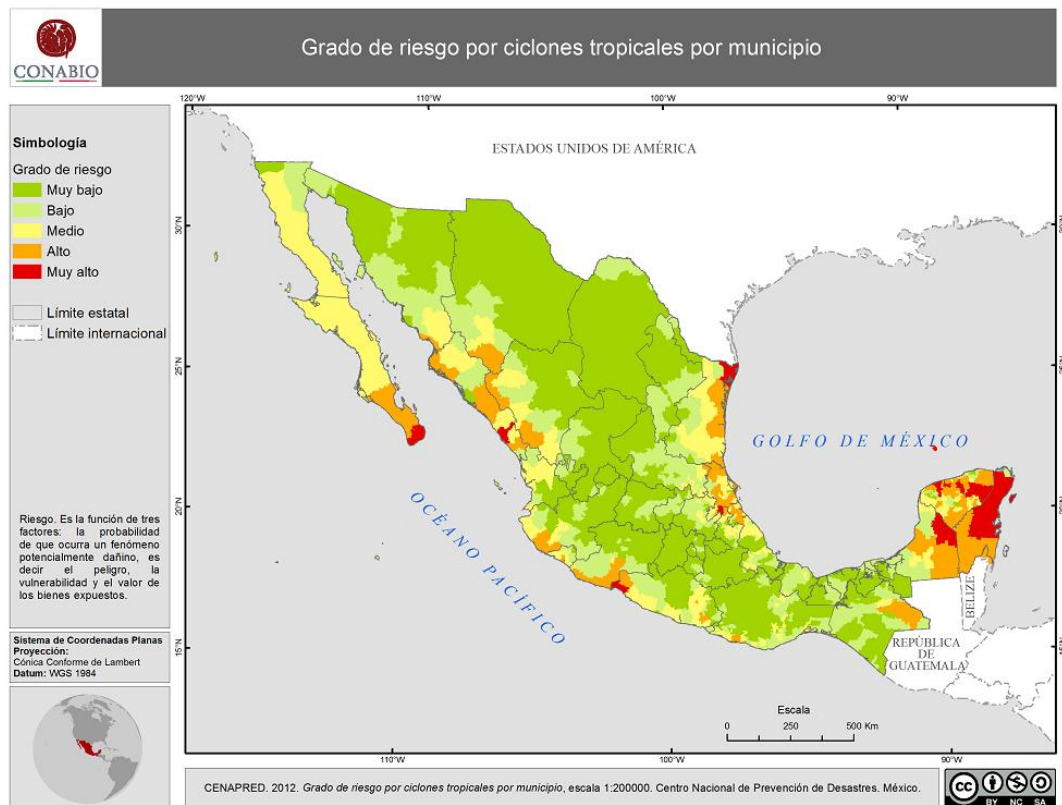 CONABIO
Grado de riesgo por ciclones tropicales por municipio
Simbología
Grado de riesgo
Muy bajo
Bajo
Medio
Alto
Muy alto
Límite estatal
Límite internacional
Riesgo. Es la función de tres
factores: la probabilidad
de que ocurra un fenómeno
potencialmente dañino, es
decir el peligro, la
vulnerabilidad y el valor de
los bienes expuestos.
Sistema de Coordenadas Planas
Proyección:
Cónica Conforme de Lambert
Datum: WGS 1984
120°W
110°W
100°W
90°W
30°N
25°N
20°N
15°N
ESTADOS UNIDOS DE AMÉRICA
GOLFO DE MÉXICO
OCÉANO PACÍFICO
BELIZE
REPÚBLICA
DE
GUATEMALA
Escala
0 250 500 Km
110°W
100°W
90°W
CENAPRED. 2012. Grado de riesgo por ciclones tropicales por municipio, escala 1:200000. Centro Nacional de Prevención de Desastres. México.
cc
BY NC SA